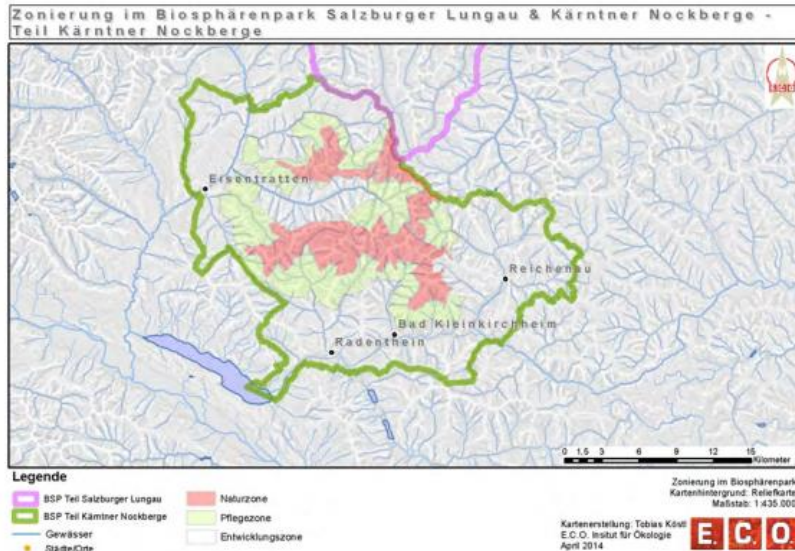 Zonierung im Biosphärenpark Salzburger Lungau & Kärntner Nockberge -
Teil Kärntner Nockberge
Eisentratten
Reichenau
Bad Kleinkirchheim
Radenthein
0 1,5 3 6 9 12 15
Kilometer
Legende
BSP Teil Salzburger Lungau
BSP Teil Kärntner Nockberge
Gewässer
Städte/Orte
Naturzone
Pflegezone
Entwicklungszone
Zonierung im Biosphärenpark
Kartenhintergrund: Reliefkarte
Maßstab: 1:435.000
Kartenerstellung: Tobias Köstl
E.C.O. Insitut für Ökologie
April 2014
E.C.O.